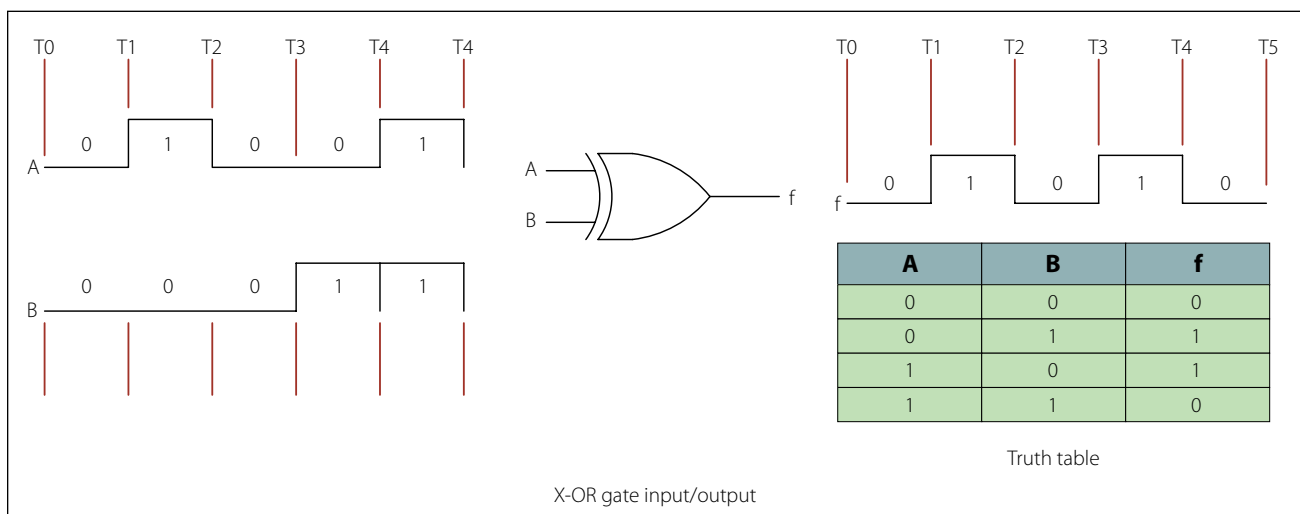 T0 T1 T2 T3 T4 T4
0 1 0 0 1
A
0 0 0 1 1
B
A
B
f
T0 T1 T2 T3 T4 T5
0 1 0 1 0
f
A B f
0 0 0
0 1 1
1 0 1
1 1 0
Truth table
X-OR gate input/output